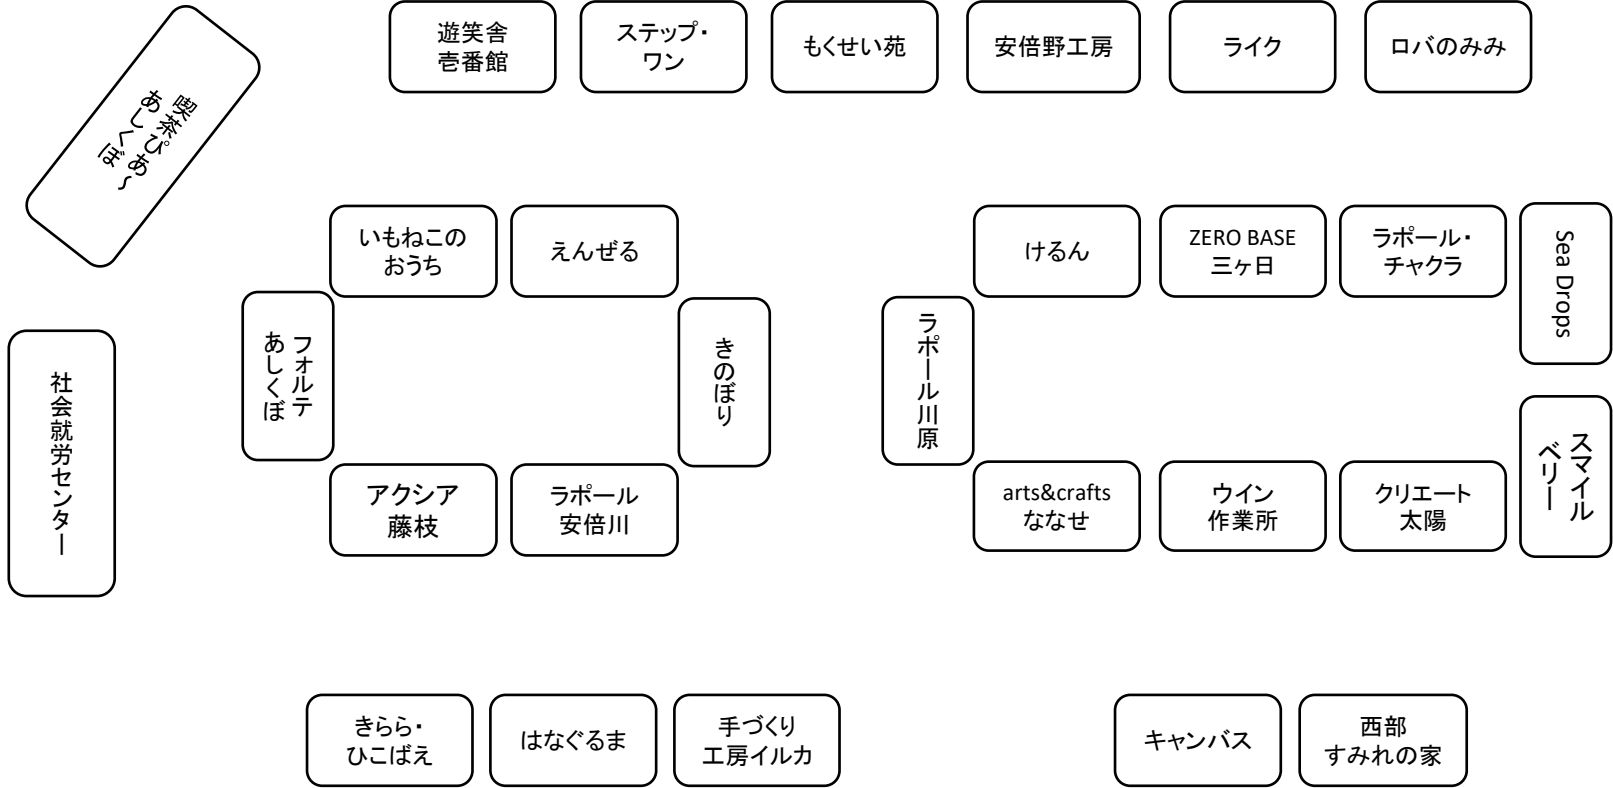 遊笑舎
壱番館
ステップ・
ワン
もくせい苑
安倍野工房
ライク
ロバのみみ
喫茶ぴあ～
あしくぼ
いもねこの
おうち
えんぜる
けるん
ZERO BASE
三ヶ日
ラポール・
チャクラ
Sea Drops
フォルテ
あしくぼ
きのぼり
ラポール川原
社会就労センター
スマイル
ベリー
アクシア
藤枝
ラポール
安倍川
arts&crafts
ななせ
ウイン
作業所
クリエート
太陽
きらら・
ひこばえ
はなぐるま
手づくり
工房イルカ
キャンバス
西部
すみれの家